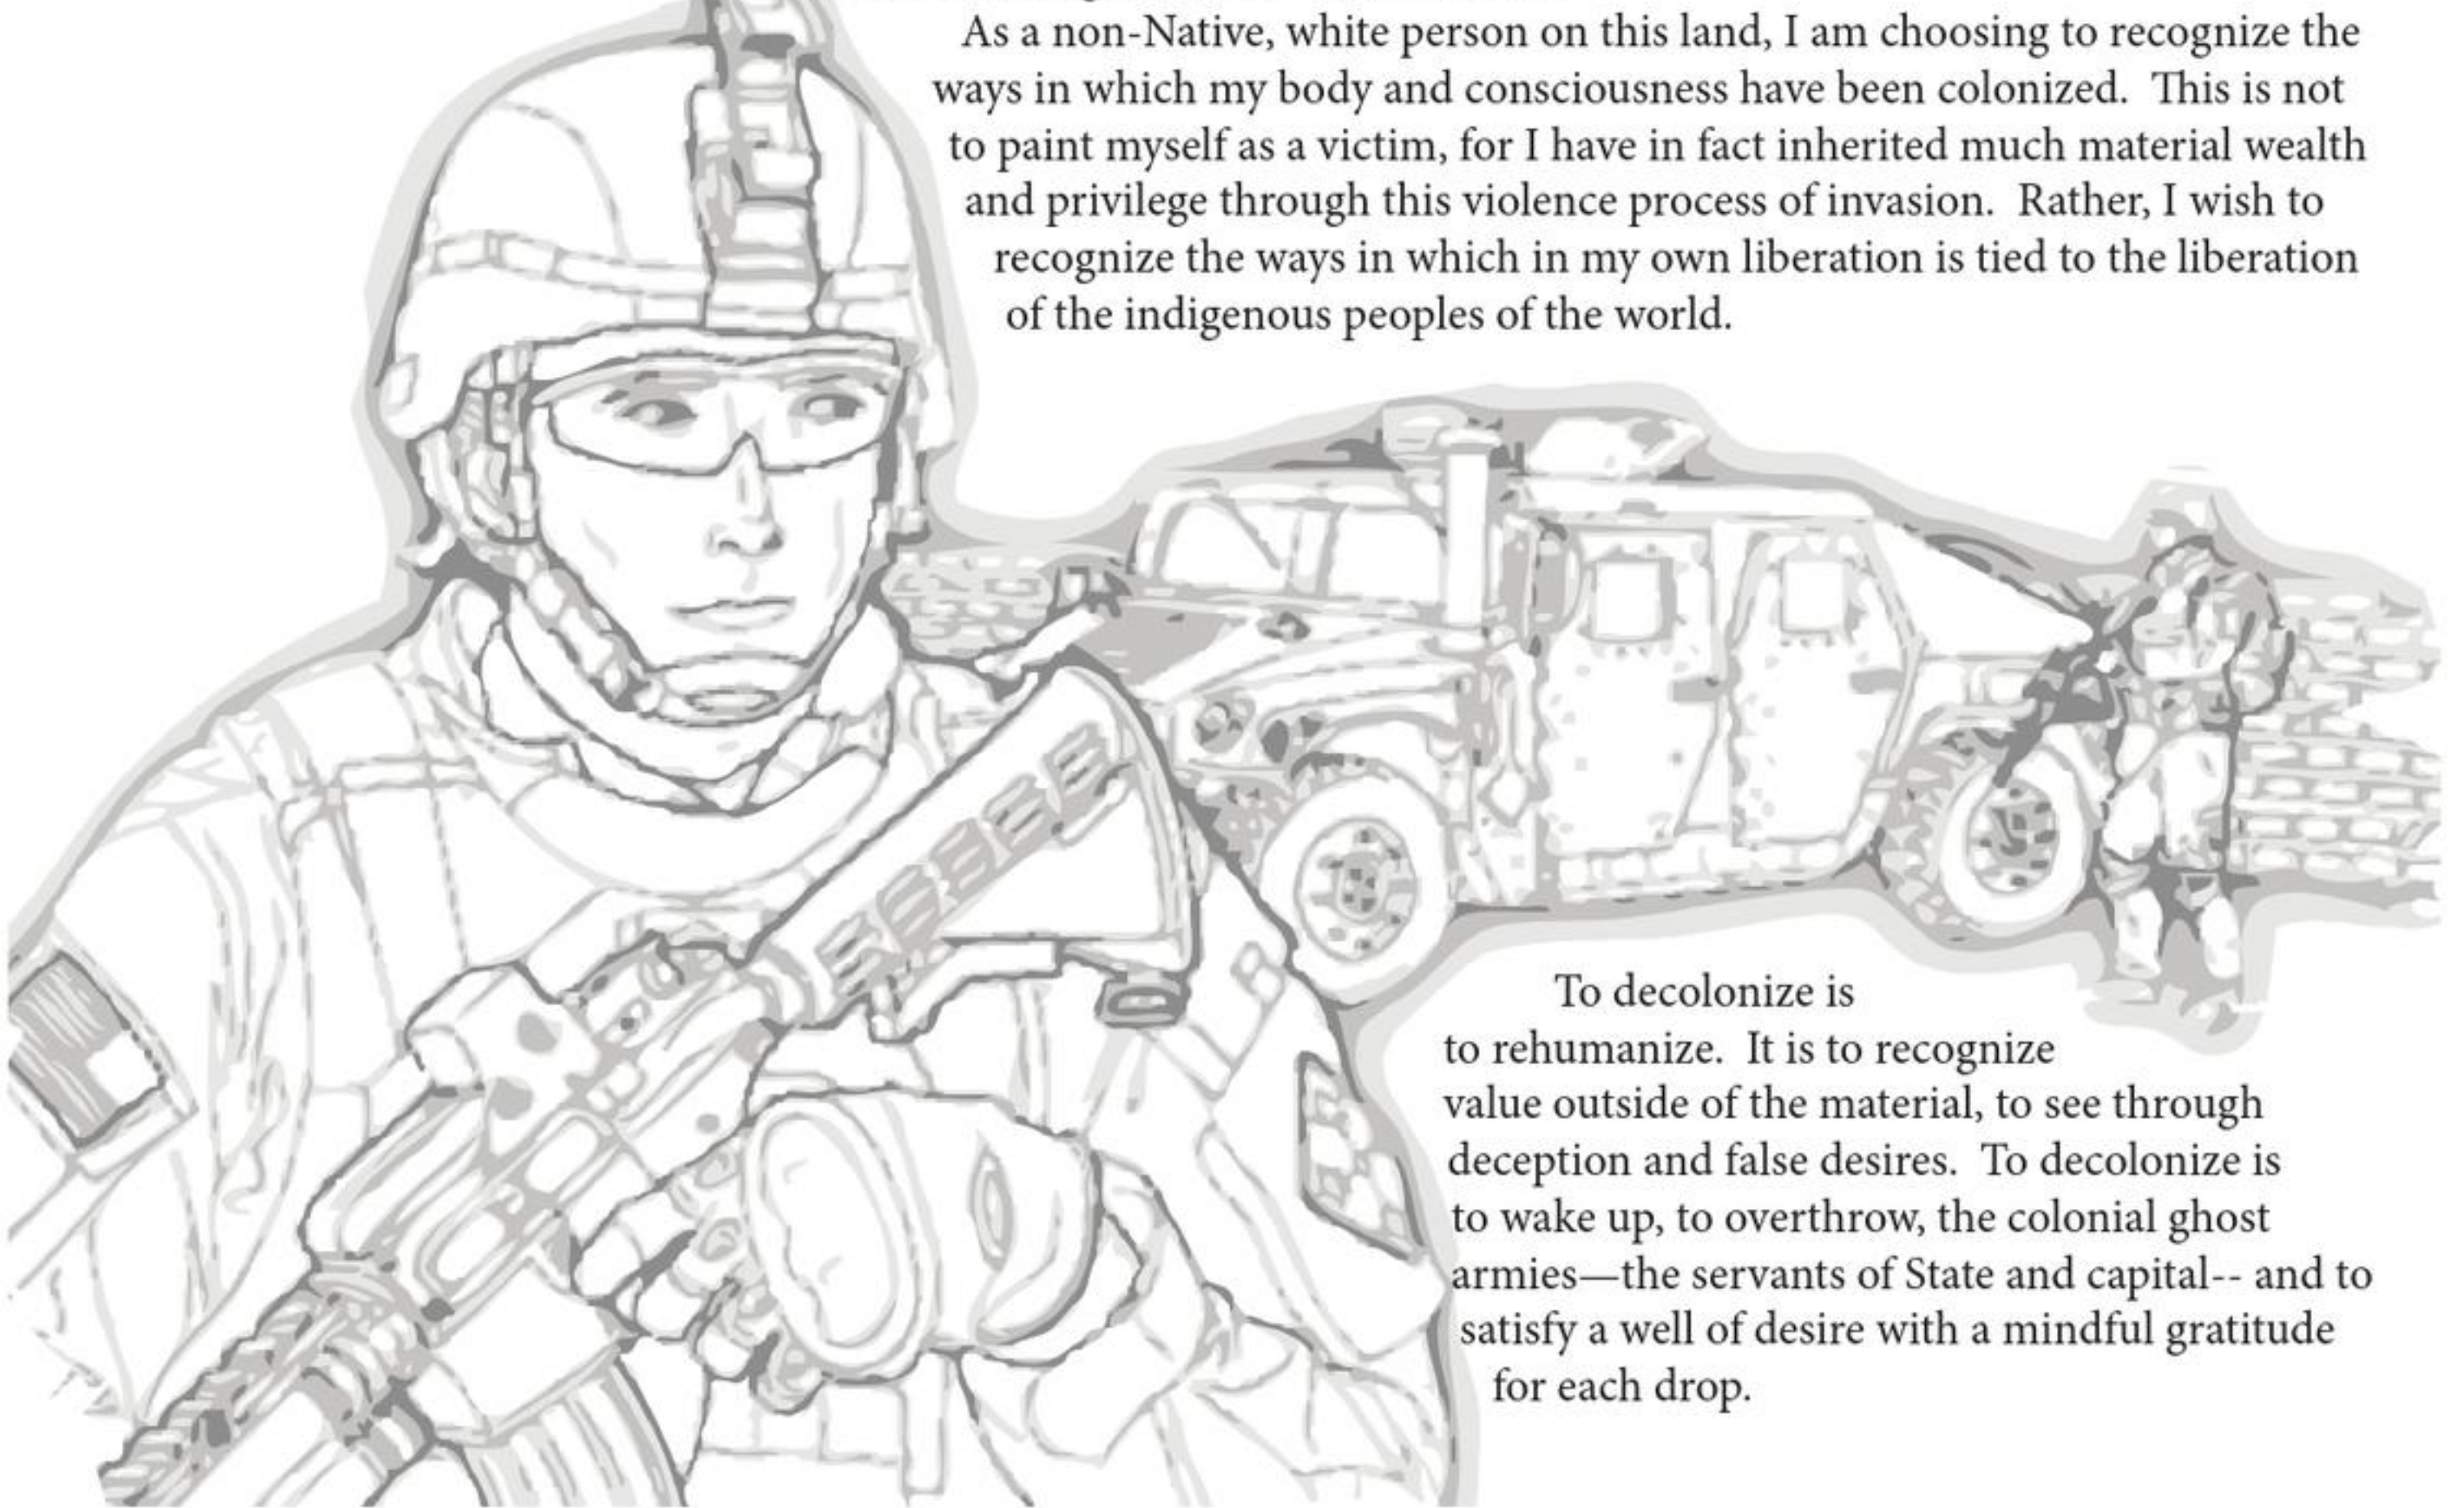 As a non-Native, white person on this land, I am choosing to recognize the
ways in which my body and consciousness have been colonized.  This is not
to paint myself as a victim, for I have in fact inherited much material wealth
and privilege through this violence process of invasion.  Rather, I wish to
recognize the ways in which in my own liberation is tied to the liberation
of the indigenous peoples of the world.
To decolonize is
to rehumanize.  It is to recognize
value outside of the material, to see through
deception and false desires.  To decolonize is
to wake up, to overthrow, the colonial ghost
armies—the servants of State and capital-- and to
satisfy a well of desire with a mindful gratitude
for each drop.